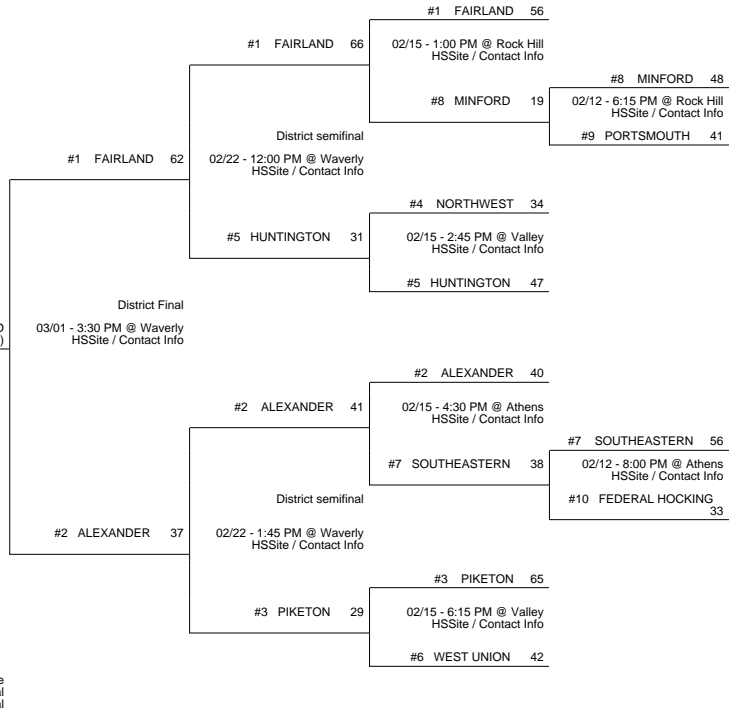 #1 FAIRLAND 56
#1 FAIRLAND 66
02/15 - 1:00 PM @ Rock Hill
HSSite / Contact Info
#8 MINFORD 48
#8 MINFORD 19
02/12 - 6:15 PM @ Rock Hill
HSSite / Contact Info
#9 PORTSMOUTH 41
District semifinal
#1 FAIRLAND 62
02/22 - 12:00 PM @ Waverly
HSSite / Contact Info
#4 NORTHWEST 34
#5 HUNTINGTON 31
02/15 - 2:45 PM @ Valley
HSSite / Contact Info
#5 HUNTINGTON 47
District Final
03/01 - 3:30 PM @ Waverly
HSSite / Contact Info
)
#2 ALEXANDER 40
#2 ALEXANDER 41
02/15 - 4:30 PM @ Athens
HSSite / Contact Info
#7 SOUTHEASTERN 56
#7 SOUTHEASTERN 38
02/12 - 8:00 PM @ Athens
HSSite / Contact Info
#10 FEDERAL HOCKING
33
District semifinal
#2 ALEXANDER 37
02/22 - 1:45 PM @ Waverly
HSSite / Contact Info
#3 PIKETON 65
#3 PIKETON 29
02/15 - 6:15 PM @ Valley
HSSite / Contact Info
#6 WEST UNION 42
e
al
al